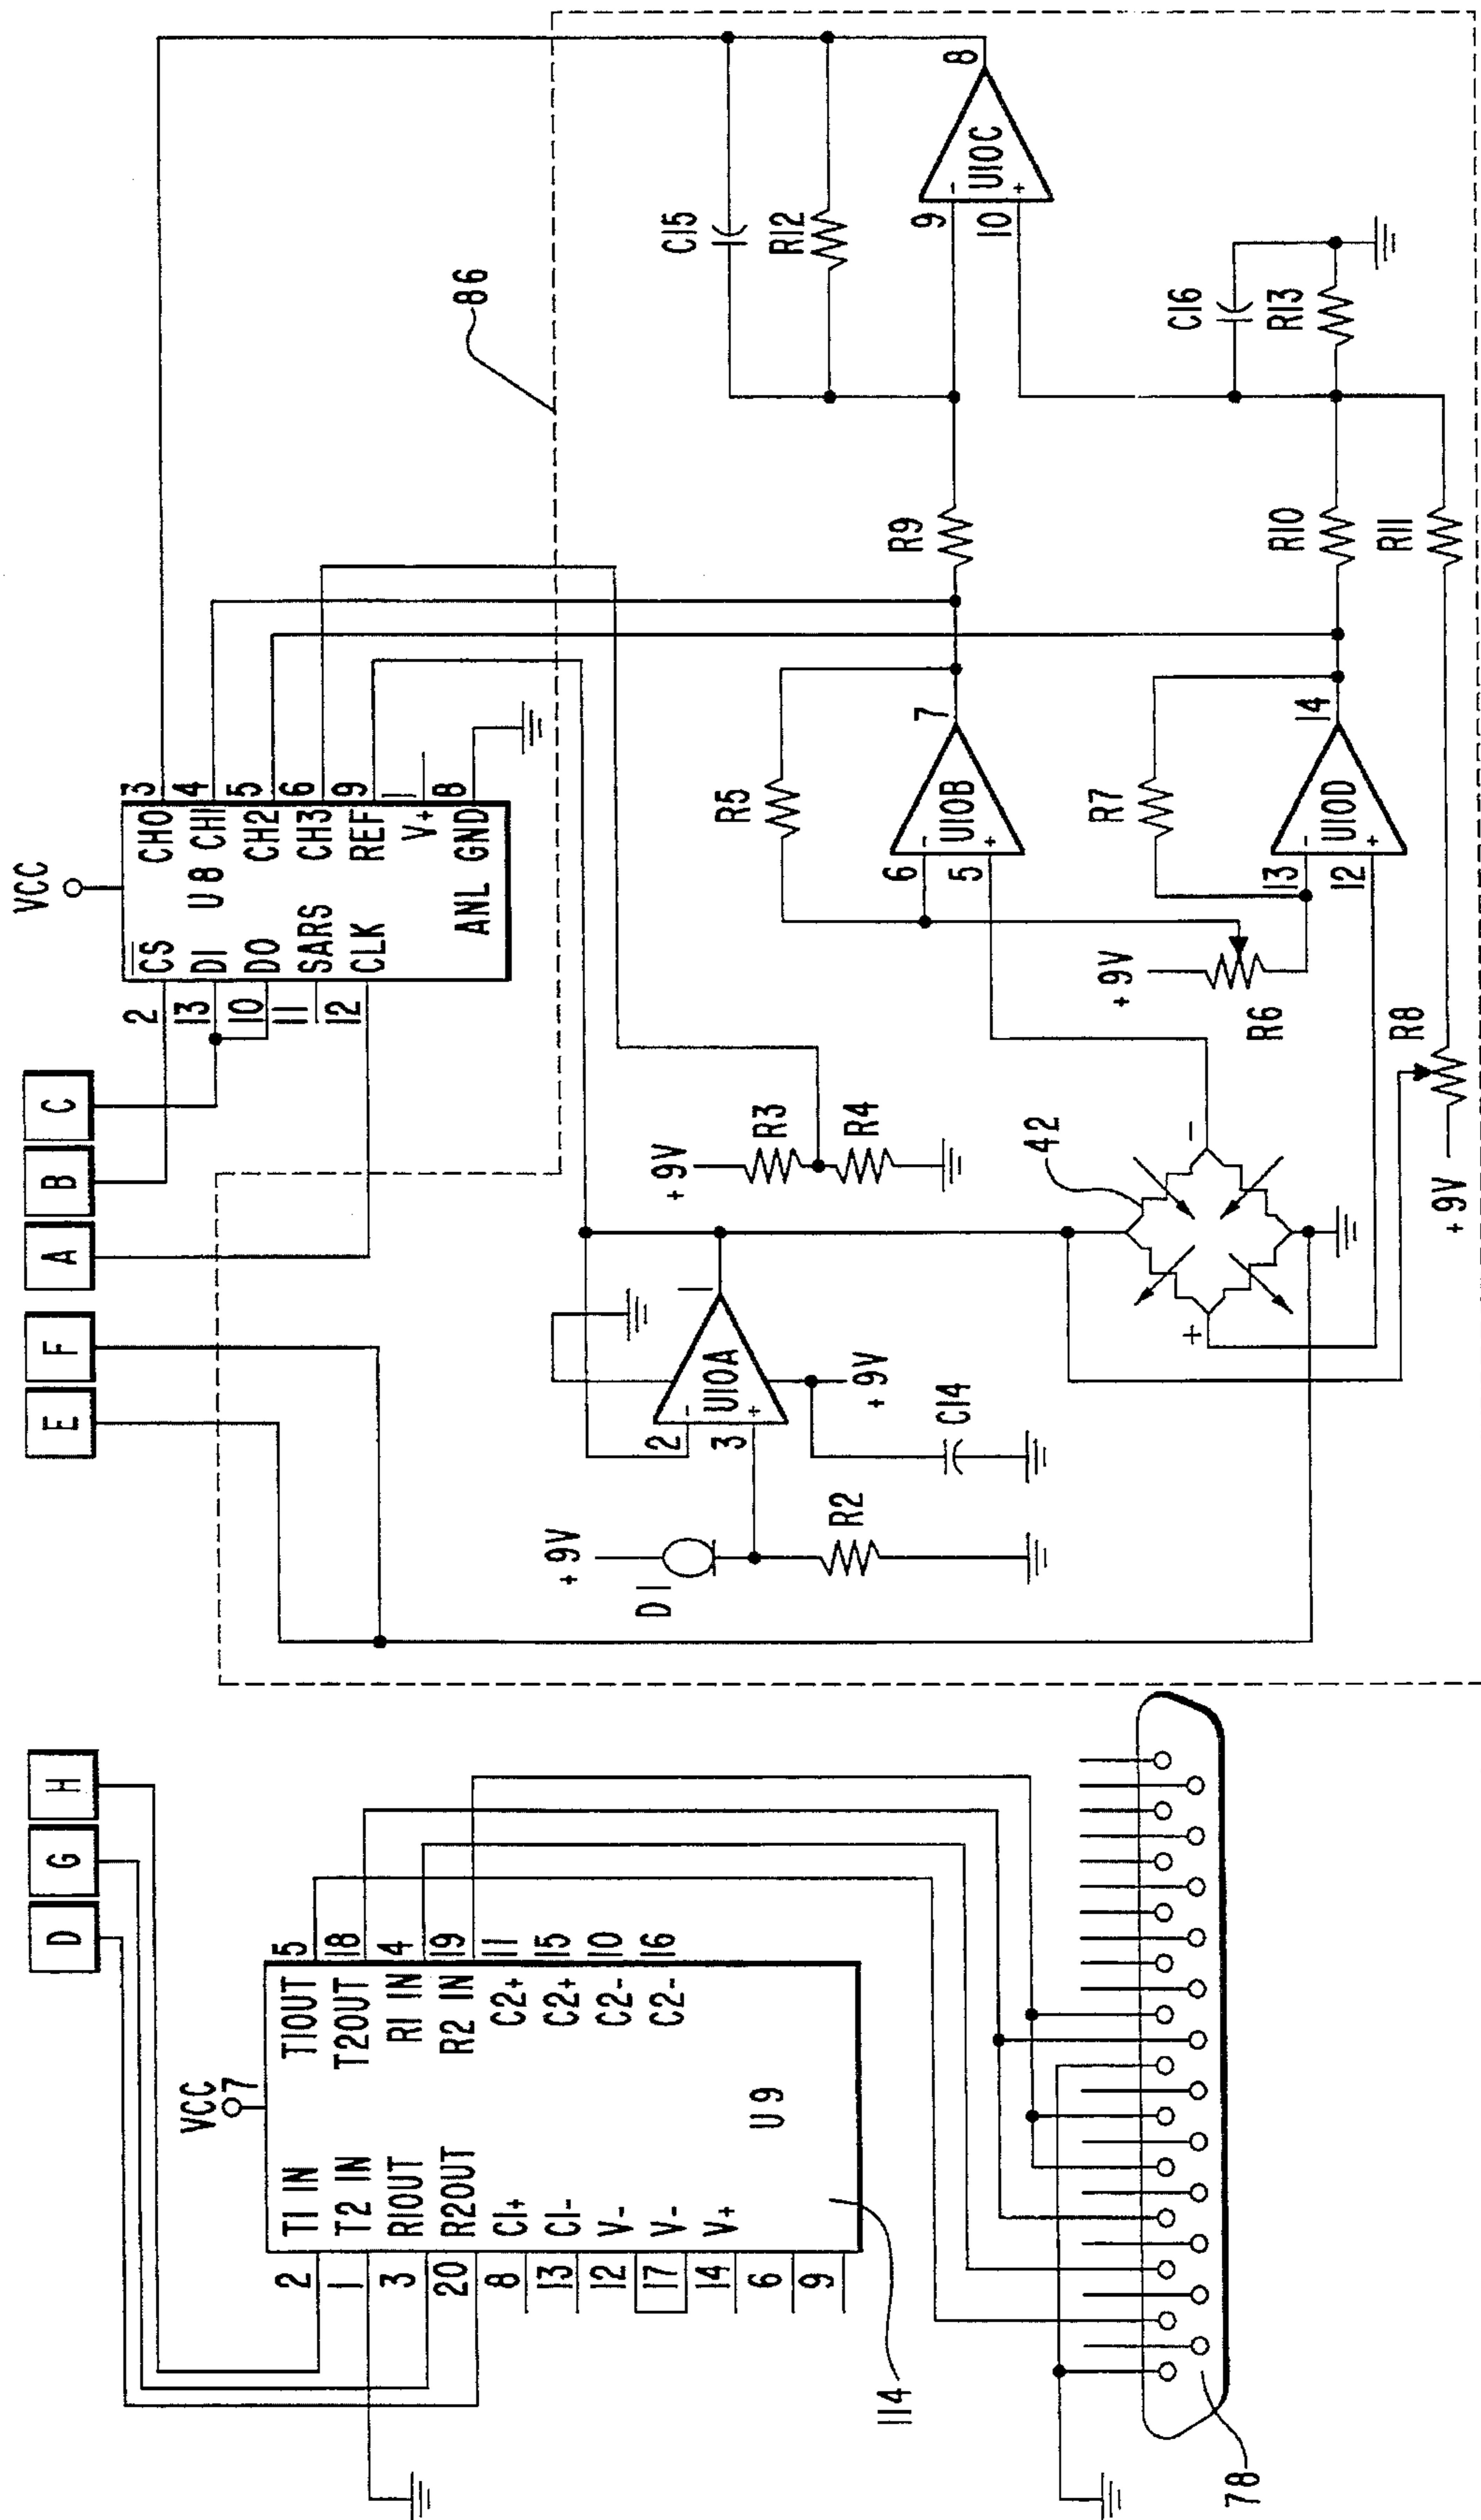 D
G
H
E
F
A
B
C
VCC
7
U9
2 T1 IN
1 T2 IN
3 R1OUT
20 R2OUT
8 C1+
13 C1-
12 V-
17 V-
14 V+
6
9
T1OUT 5
T2OUT 18
R1 IN 4
R2 IN 19
C2+ 11
C2+ 15
C2- 10
C2- 16
114
78
VCC
U8
2 CS
13 DI
10 DO
11 SARS
12 CLK
CH0 3
CH1 4
CH2 5
CH3 6
REF 9
V+ 1
ANL GND 8
86
+9V
D1
R2
2 -
3 +
U10A
1
+9V
C14
+9V
R3
R4
42
+
-
+9V
R6
+9V
R8
R5
6 -
5 +
U10B
7
R7
13 -
12 +
U10D
14
R9
R10
R11
C15
R12
9 -
10 +
U10C
8
C16
R13